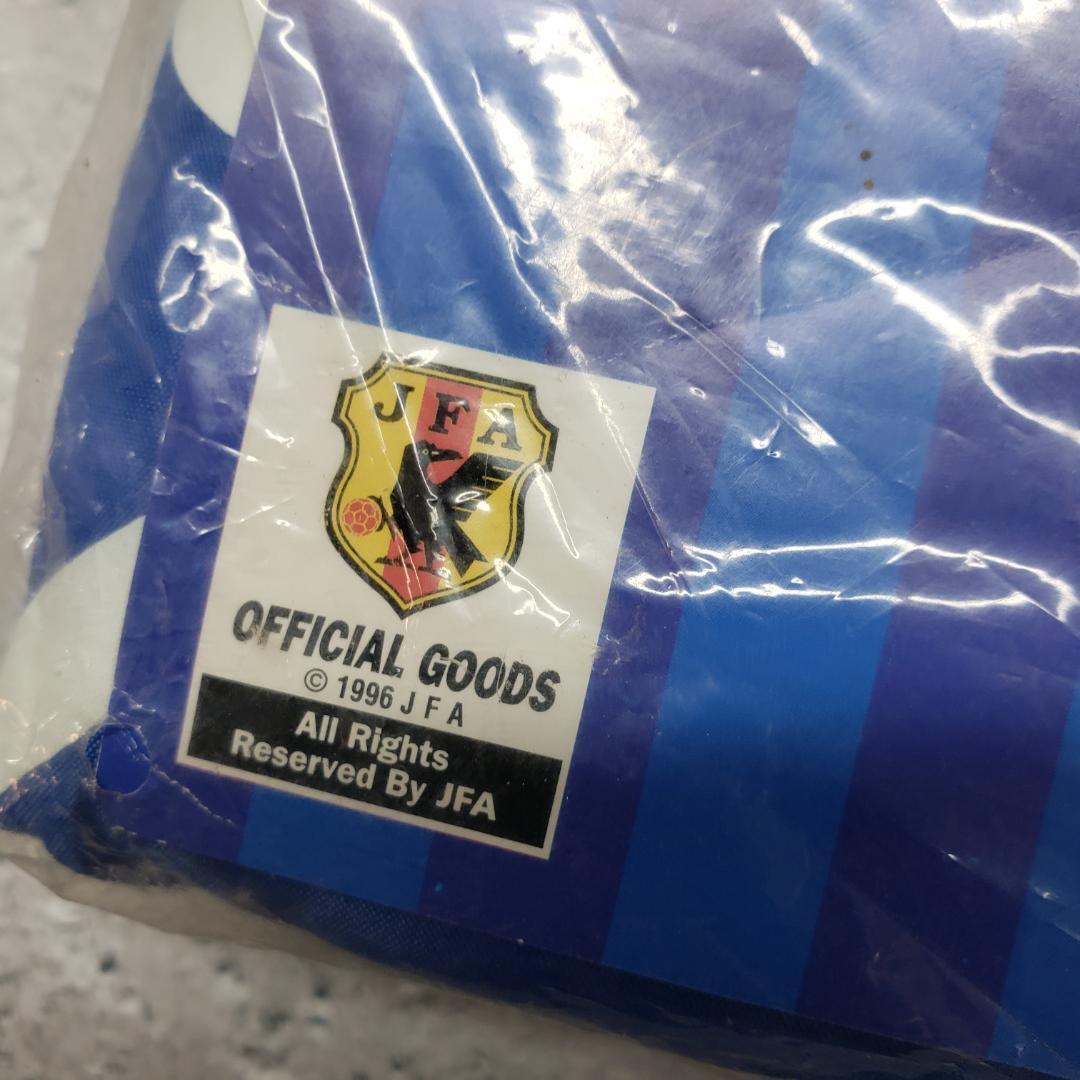 JFA
OFFICIAL GOODS
© 1996 J F A
All Rights
Reserved By JFA